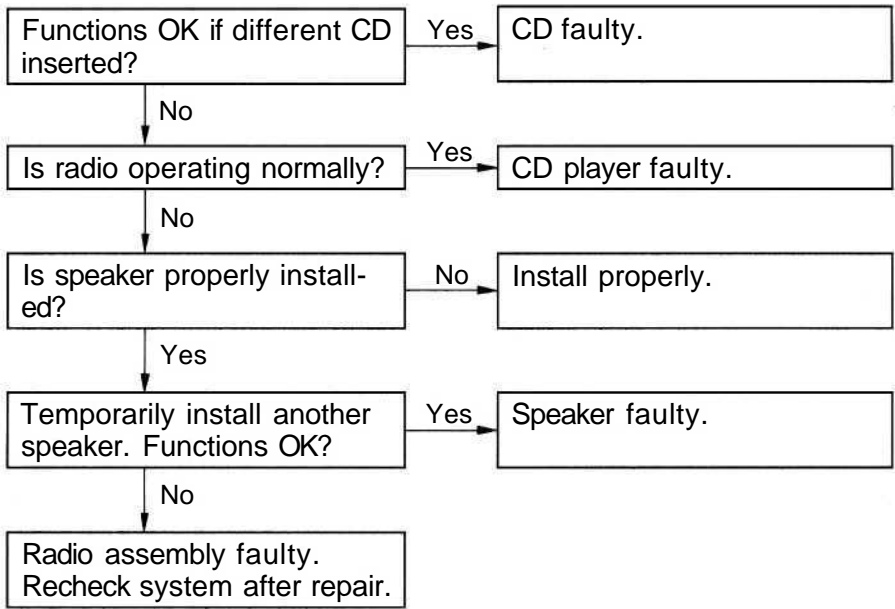 Functions OK if different CD
inserted?
Yes
CD faulty.
No
Is radio operating normally?
Yes
CD player faulty.
No
Is speaker properly install-
ed?
No
Install properly.
Yes
Temporarily install another
speaker. Functions OK?
Yes
Speaker faulty.
No
Radio assembly faulty.
Recheck system after repair.